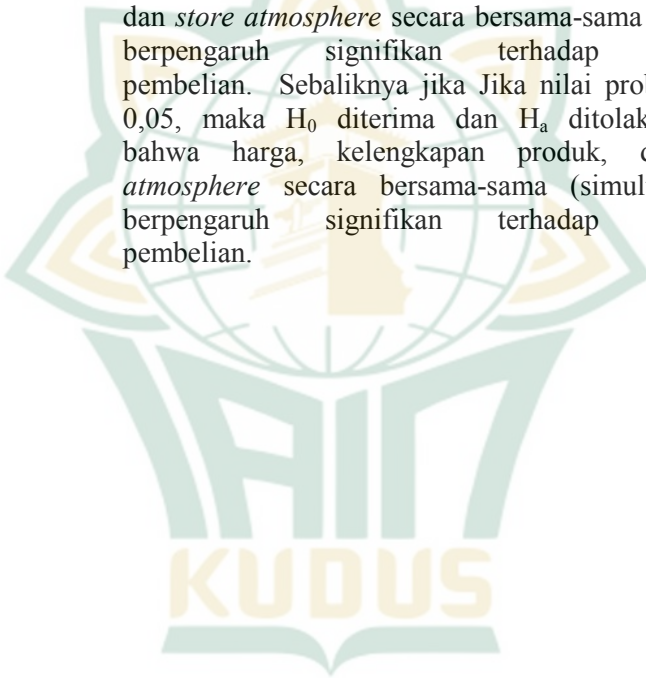 dan store atmosphere secara bersama-sama
berpengaruh signifikan terhadap
pembelian. Sebaliknya jika Jika nilai prob
0,05, maka H₀ diterima dan Hₐ ditolak
bahwa harga, kelengkapan produk, d
atmosphere secara bersama-sama (simul
berpengaruh signifikan terhadap
pembelian.
IAIN
KUDUS